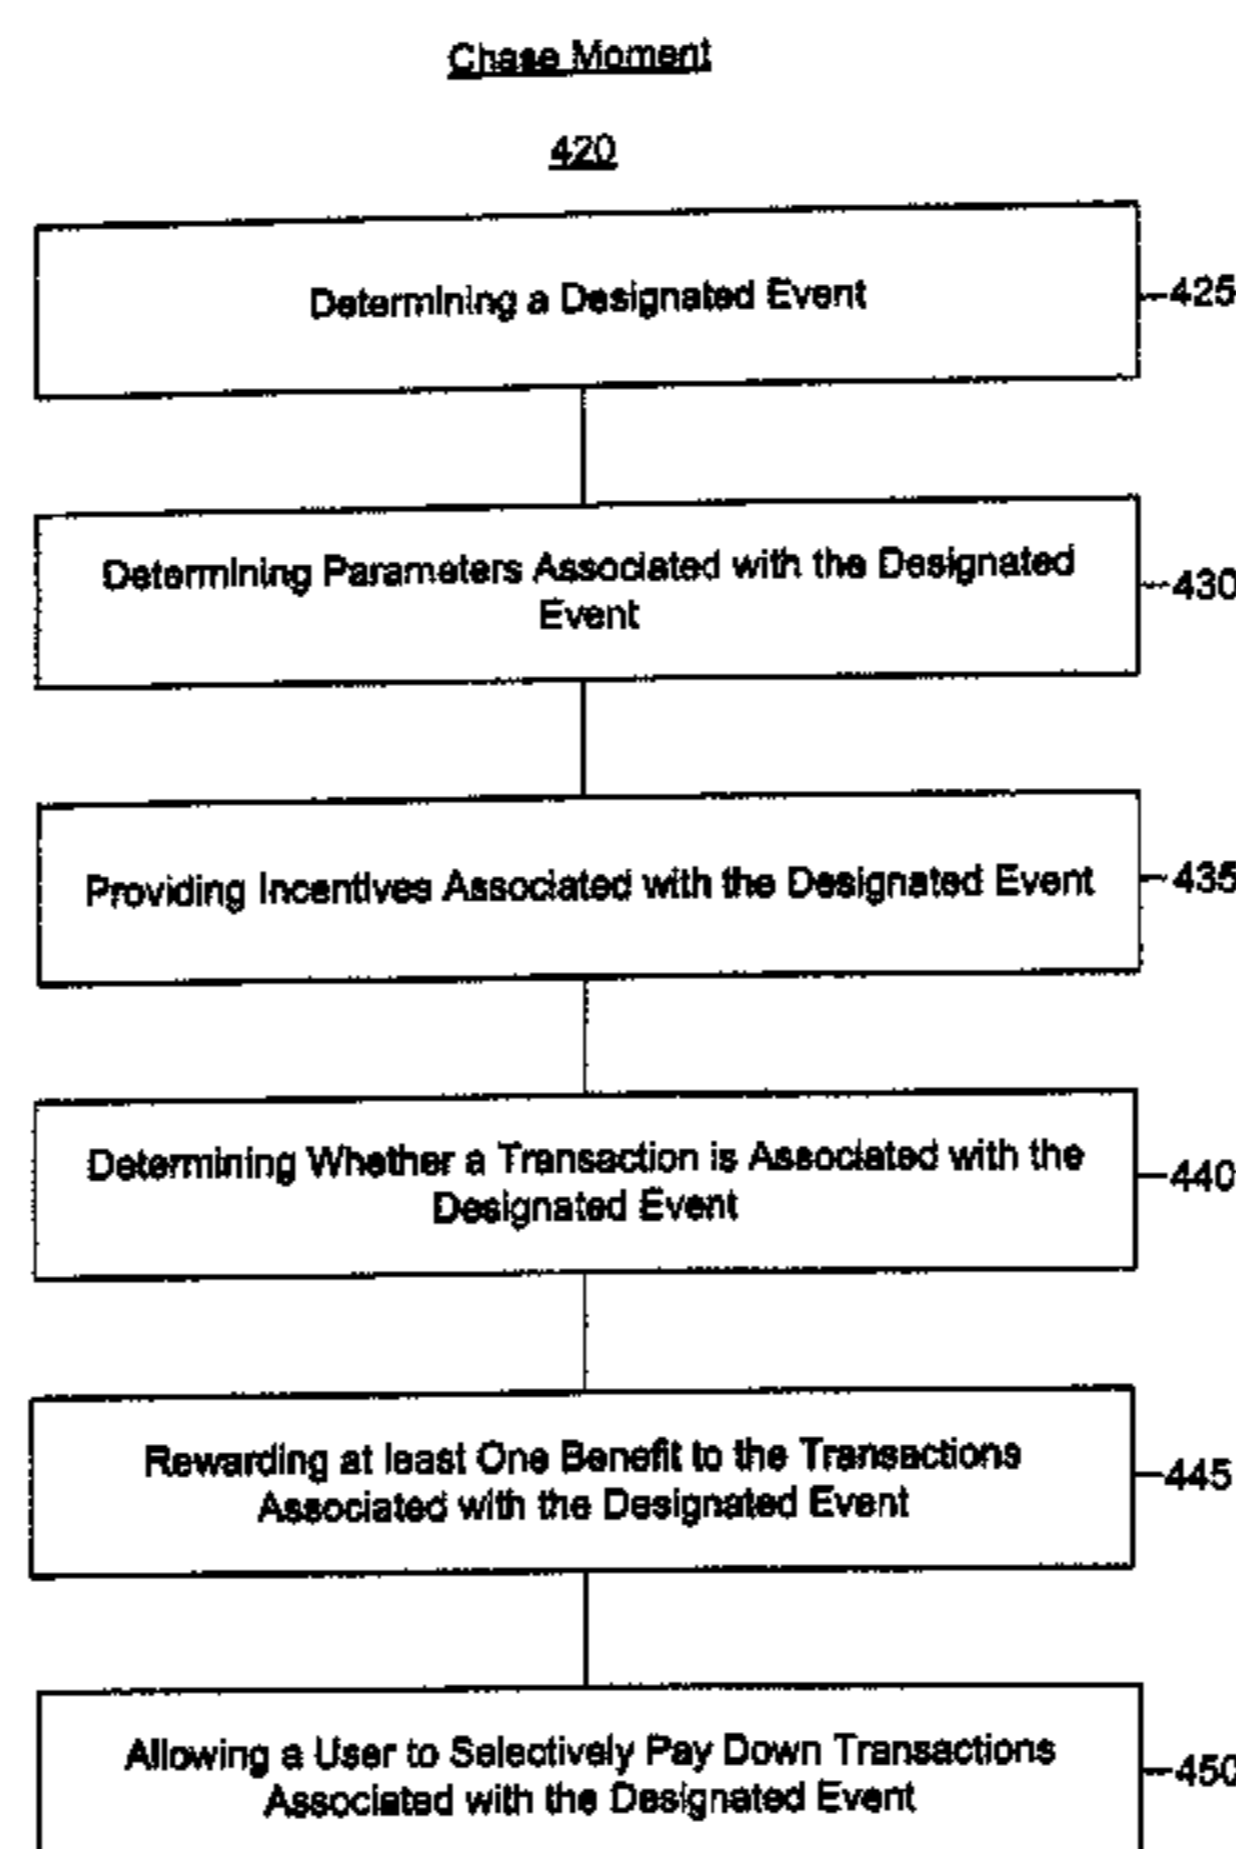 Chase Moment
420
Determining a Designated Event
425
Determining Parameters Associated with the Designated
Event
430
Providing Incentives Associated with the Designated Event
435
Determining Whether a Transaction is Associated with the
Designated Event
440
Rewarding at least One Benefit to the Transactions
Associated with the Designated Event
445
Allowing a User to Selectively Pay Down Transactions
Associated with the Designated Event
450